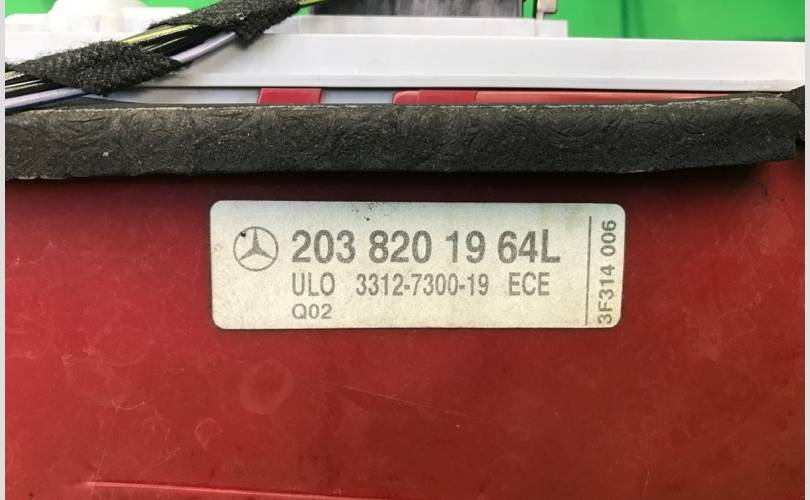 203 820 19 64L
ULO 3312-7300-19 ECE
Q02
3F314 006